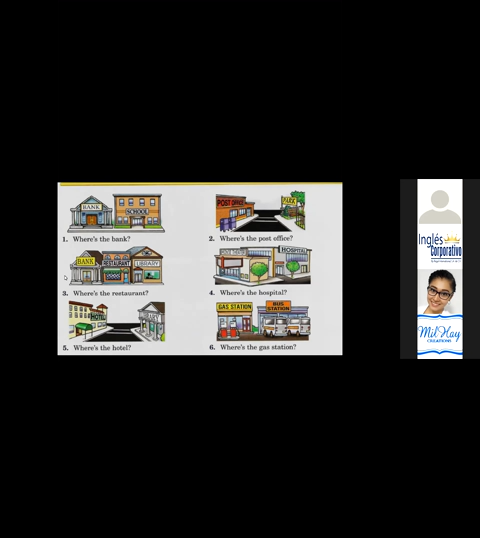 BANK
SCHOOL
1. Where's the bank?
POST OFFICE
PARK
2. Where's the post office?
BANK
RESTAURANT
LIBRARY
3. Where's the restaurant?
HOSPITAL
4. Where's the hospital?
HOTEL
5. Where's the hotel?
GAS STATION
BUS
STATION
6. Where's the gas station?
Inglés
Corporativo
MilHay
CREATIONS